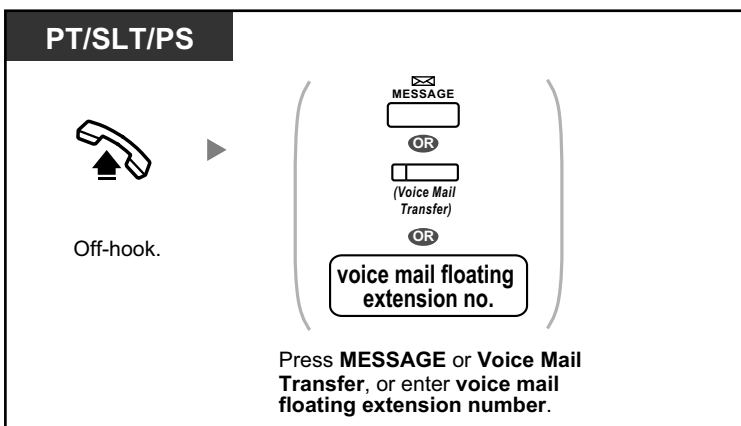 PT/SLT/PS
MESSAGE
OR
(Voice Mail
Transfer)
OR
voice mail floating
extension no.
Off-hook.
Press MESSAGE or Voice Mail
Transfer, or enter voice mail
floating extension number.